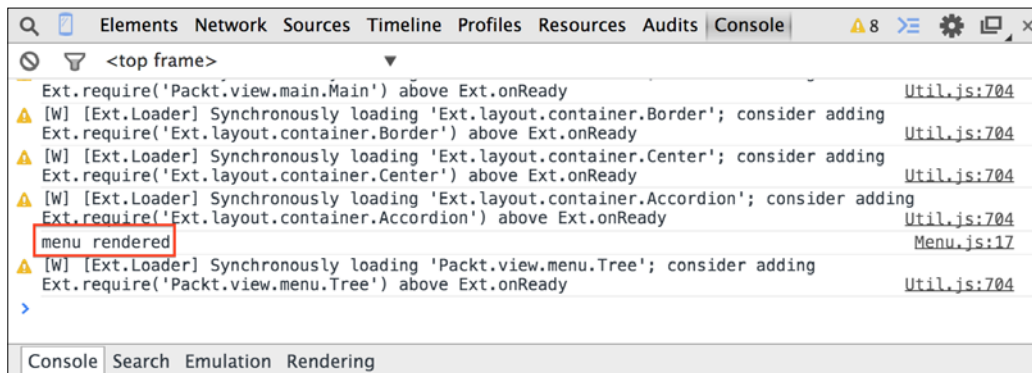 Elements Network Sources Timeline Profiles Resources Audits Console 8
<top frame>
Ext.require('Packt.view.main.Main') above Ext.onReady Util.js:704
[W] [Ext.Loader] Synchronously loading 'Ext.layout.container.Border'; consider adding
Ext.require('Ext.layout.container.Border') above Ext.onReady Util.js:704
[W] [Ext.Loader] Synchronously loading 'Ext.layout.container.Center'; consider adding
Ext.require('Ext.layout.container.Center') above Ext.onReady Util.js:704
[W] [Ext.Loader] Synchronously loading 'Ext.layout.container.Accordion'; consider adding
Ext.require('Ext.layout.container.Accordion') above Ext.onReady Util.js:704
menu rendered Menu.js:17
[W] [Ext.Loader] Synchronously loading 'Packt.view.menu.Tree'; consider adding
Ext.require('Packt.view.menu.Tree') above Ext.onReady Util.js:704
Console Search Emulation Rendering